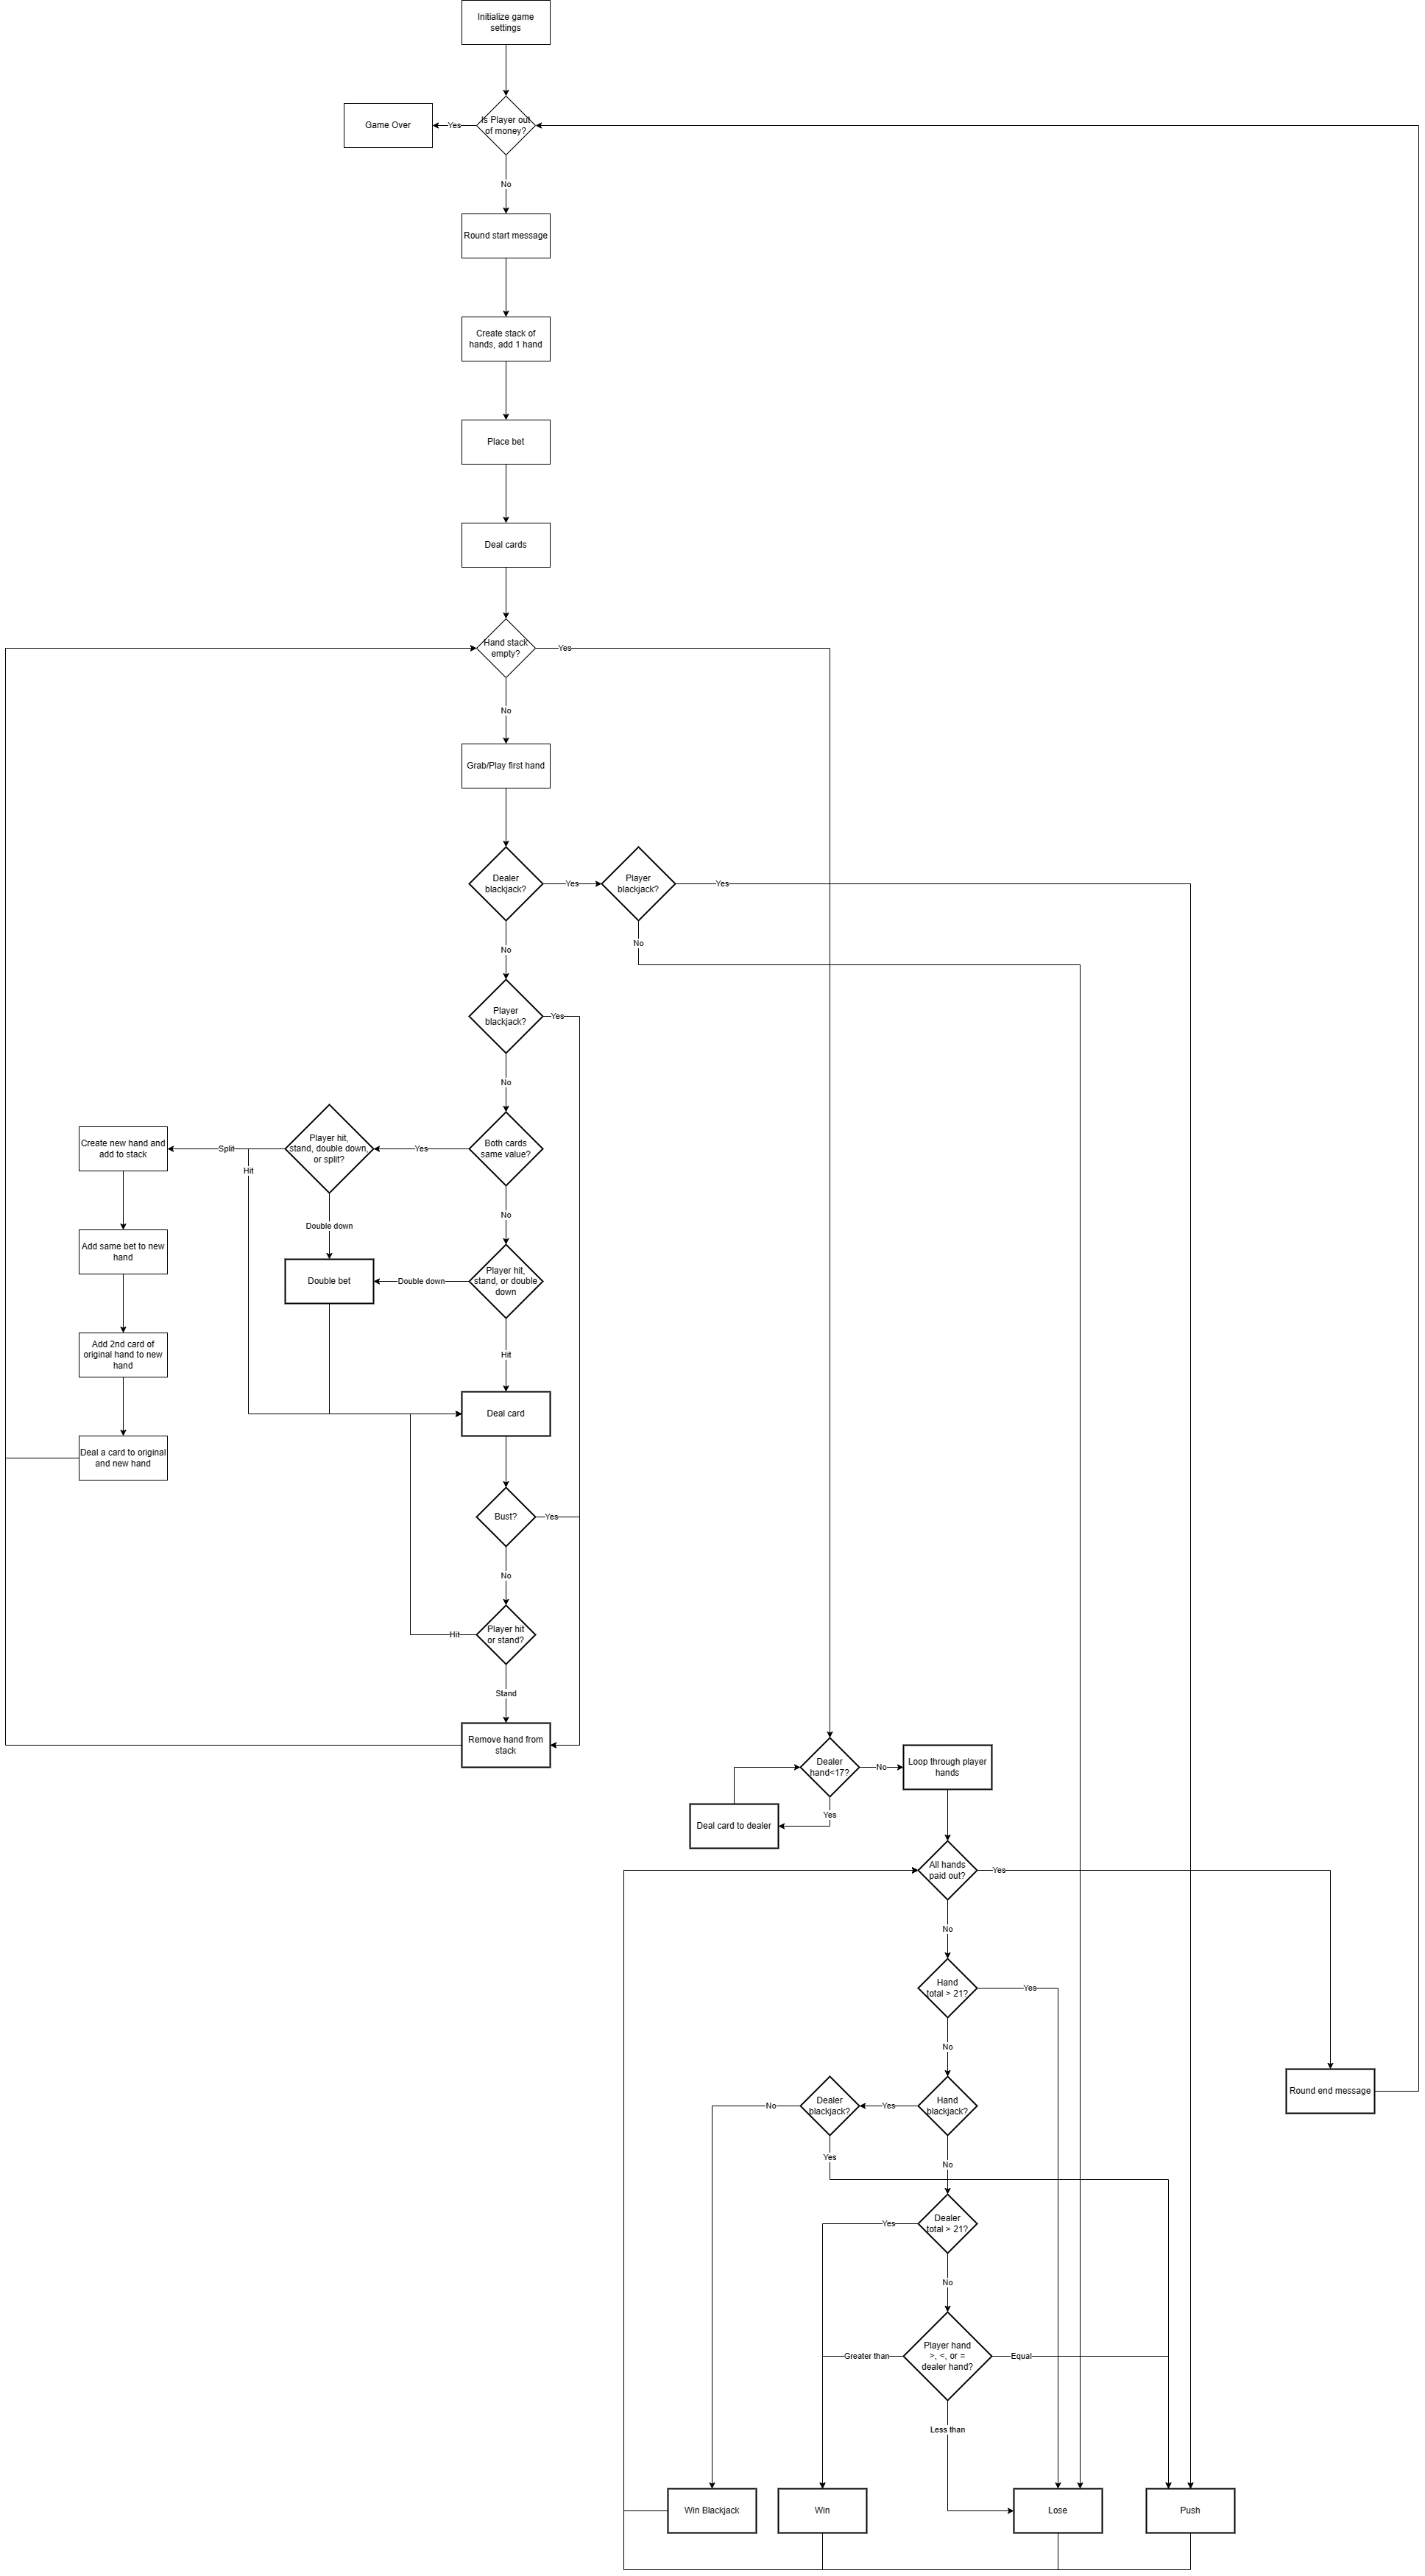 Initialize game
settings
Game Over
Yes
Is Player out
of money?
No
Round start message
Create stack of
hands, add 1 hand
Place bet
Deal cards
Hand stack
empty?
Yes
No
Grab/Play first hand
Dealer
blackjack?
Yes
Player
blackjack?
Yes
No
No
Player
blackjack?
Yes
No
Create new hand and
add to stack
Split
Hit
Player hit,
stand, double down,
or split?
Yes
Both cards
same value?
No
Double down
Add same bet to new
hand
Double bet
Double down
Player hit,
stand, or double
down
Hit
Add 2nd card of
original hand to new
hand
Deal card
Deal a card to original
and new hand
Bust?
Yes
No
Hit
Player hit
or stand?
Stand
Remove hand from
stack
Dealer
hand<17?
No
Loop through player
hands
Yes
Deal card to dealer
All hands
paid out?
Yes
No
Hand
total > 21?
Yes
No
Round end message
No
Dealer
blackjack?
Yes
Hand
blackjack?
Yes
No
Yes
Dealer
total > 21?
No
Greater than
Player hand
>, <, or =
dealer hand?
Equal
Less than
Win Blackjack
Win
Lose
Push